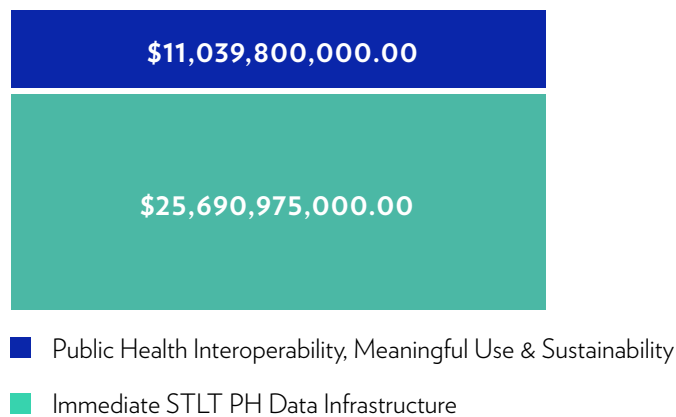 $11,039,800,000.00
$25,690,975,000.00
Public Health Interoperability, Meaningful Use & Sustainability
Immediate STLT PH Data Infrastructure